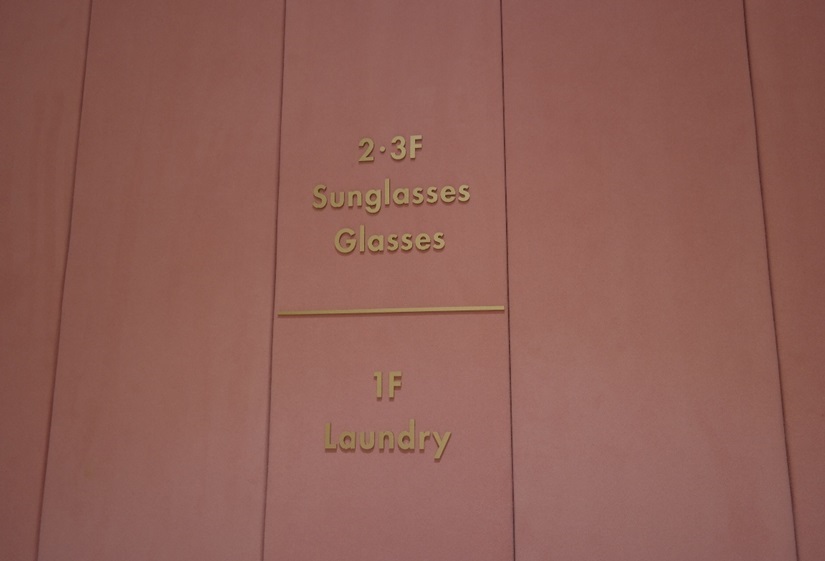 2·3F
Sunglasses
Glasses
1F
Laundry